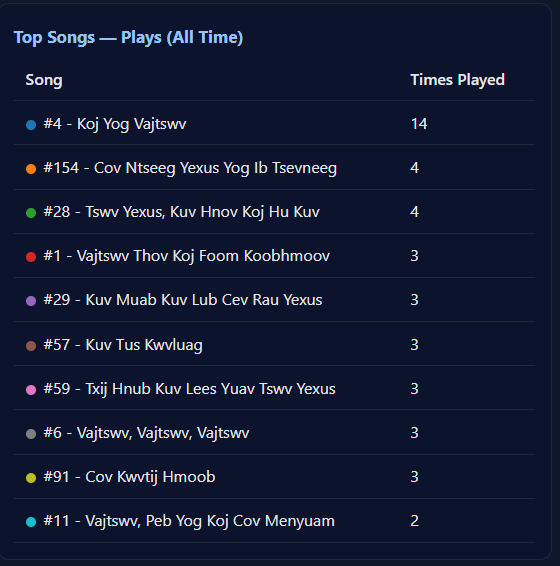 Top Songs — Plays (All Time)
Song Times Played
#4 - Koj Yog Vajtswv 14
#154 - Cov Ntseeg Yexus Yog Ib Tsevneeg 4
#28 - Tswv Yexus, Kuv Hnov Koj Hu Kuv 4
#1 - Vajtswv Thov Koj Foom Koobhmoov 3
#29 - Kuv Muab Kuv Lub Cev Rau Yexus 3
#57 - Kuv Tus Kwvluag 3
#59 - Txij Hnub Kuv Lees Yuav Tswv Yexus 3
#6 - Vajtswv, Vajtswv, Vajtswv 3
#91 - Cov Kwvtij Hmoob 3
#11 - Vajtswv, Peb Yog Koj Cov Menyuam 2